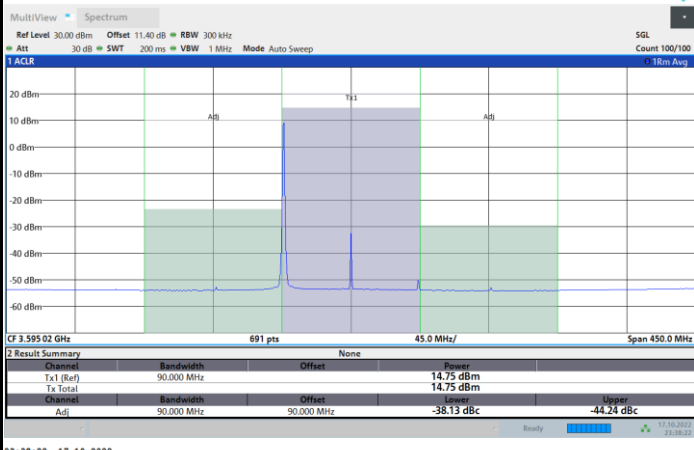 MultiView Spectrum
Ref Level 30.00 dBm Offset 11.40 dB RBW 300 kHz SGL
Att 30 dB SWT 200 ms VBW 1 MHz Mode Auto Sweep Count 100/100
1 ACLR 1Rm Avg
20 dBm
Tx1
10 dBm
Adj Adj
0 dBm
-10 dBm
-20 dBm
-30 dBm
-40 dBm
-50 dBm
-60 dBm
CF 3.595 02 GHz 691 pts 45.0 MHz/ Span 450.0 MHz
2 Result Summary None
Channel Bandwidth Offset Power
Tx1 (Ref) 90.000 MHz 14.75 dBm
Tx Total 14.75 dBm
Channel Bandwidth Offset Lower Upper
Adj 90.000 MHz 90.000 MHz -38.13 dBc -44.24 dBc
Ready 17.10.2022
23:38:22